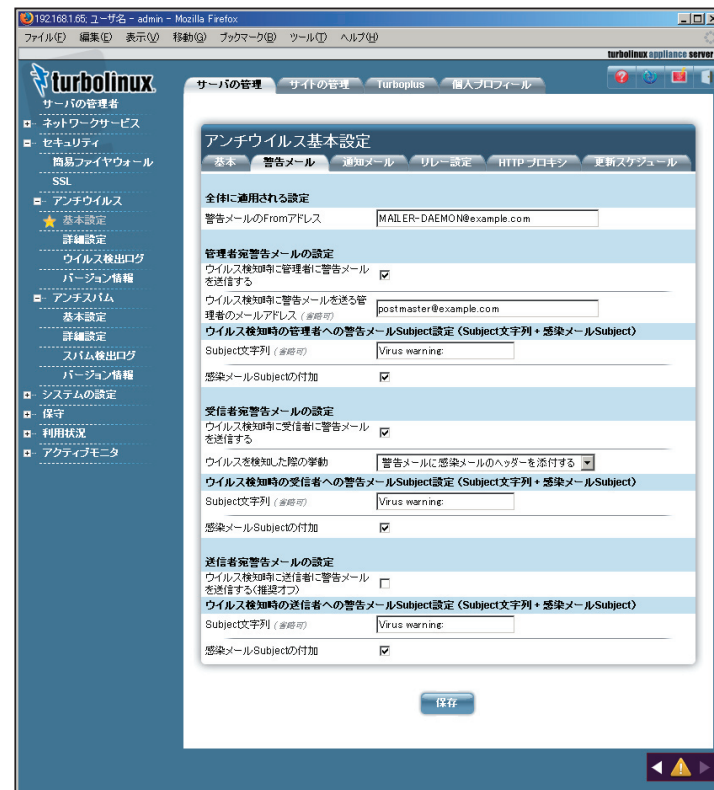 192.168.1.65; ユーザ名 - admin - Mozilla Firefox
ファイル(F) 編集(E) 表示(V) 移動(G) ブックマーク(B) ツール(T) ヘルプ(H)
turbolinux appliance server
turbolinux.
サーバの管理 サイトの管理 Turboplus 個人プロフィール
サーバの管理者
ネットワークサービス
セキュリティ
簡易ファイヤウォール
SSL
アンチウイルス
基本設定
詳細設定
ウイルス検出ログ
バージョン情報
アンチスパム
基本設定
詳細設定
スパム検出ログ
バージョン情報
システムの設定
保守
利用状況
アクティブモニタ
アンチウイルス基本設定
基本 警告メール 通知メール リレー設定 HTTP プロキシ 更新スケジュール
全体に適用される設定
警告メールのFromアドレス MAILER-DAEMON@example.com
管理者宛警告メールの設定
ウイルス検知時に管理者に警告メール
を送信する
ウイルス検知時に警告メールを送る管
理者のメールアドレス (省略可) postmaster@example.com
ウイルス検知時の管理者への警告メールSubject設定 (Subject文字列 + 感染メールSubject)
Subject文字列 (省略可) Virus warning:
感染メールSubjectの付加
受信者宛警告メールの設定
ウイルス検知時に受信者に警告メール
を送信する
ウイルスを検知した際の挙動 警告メールに感染メールのヘッダーを添付する
ウイルス検知時の受信者への警告メールSubject設定 (Subject文字列 + 感染メールSubject)
Subject文字列 (省略可) Virus warning:
感染メールSubjectの付加
送信者宛警告メールの設定
ウイルス検知時に送信者に警告メール
を送信する(推奨オフ)
ウイルス検知時の送信者への警告メールSubject設定 (Subject文字列 + 感染メールSubject)
Subject文字列 (省略可) Virus warning:
感染メールSubjectの付加
保存